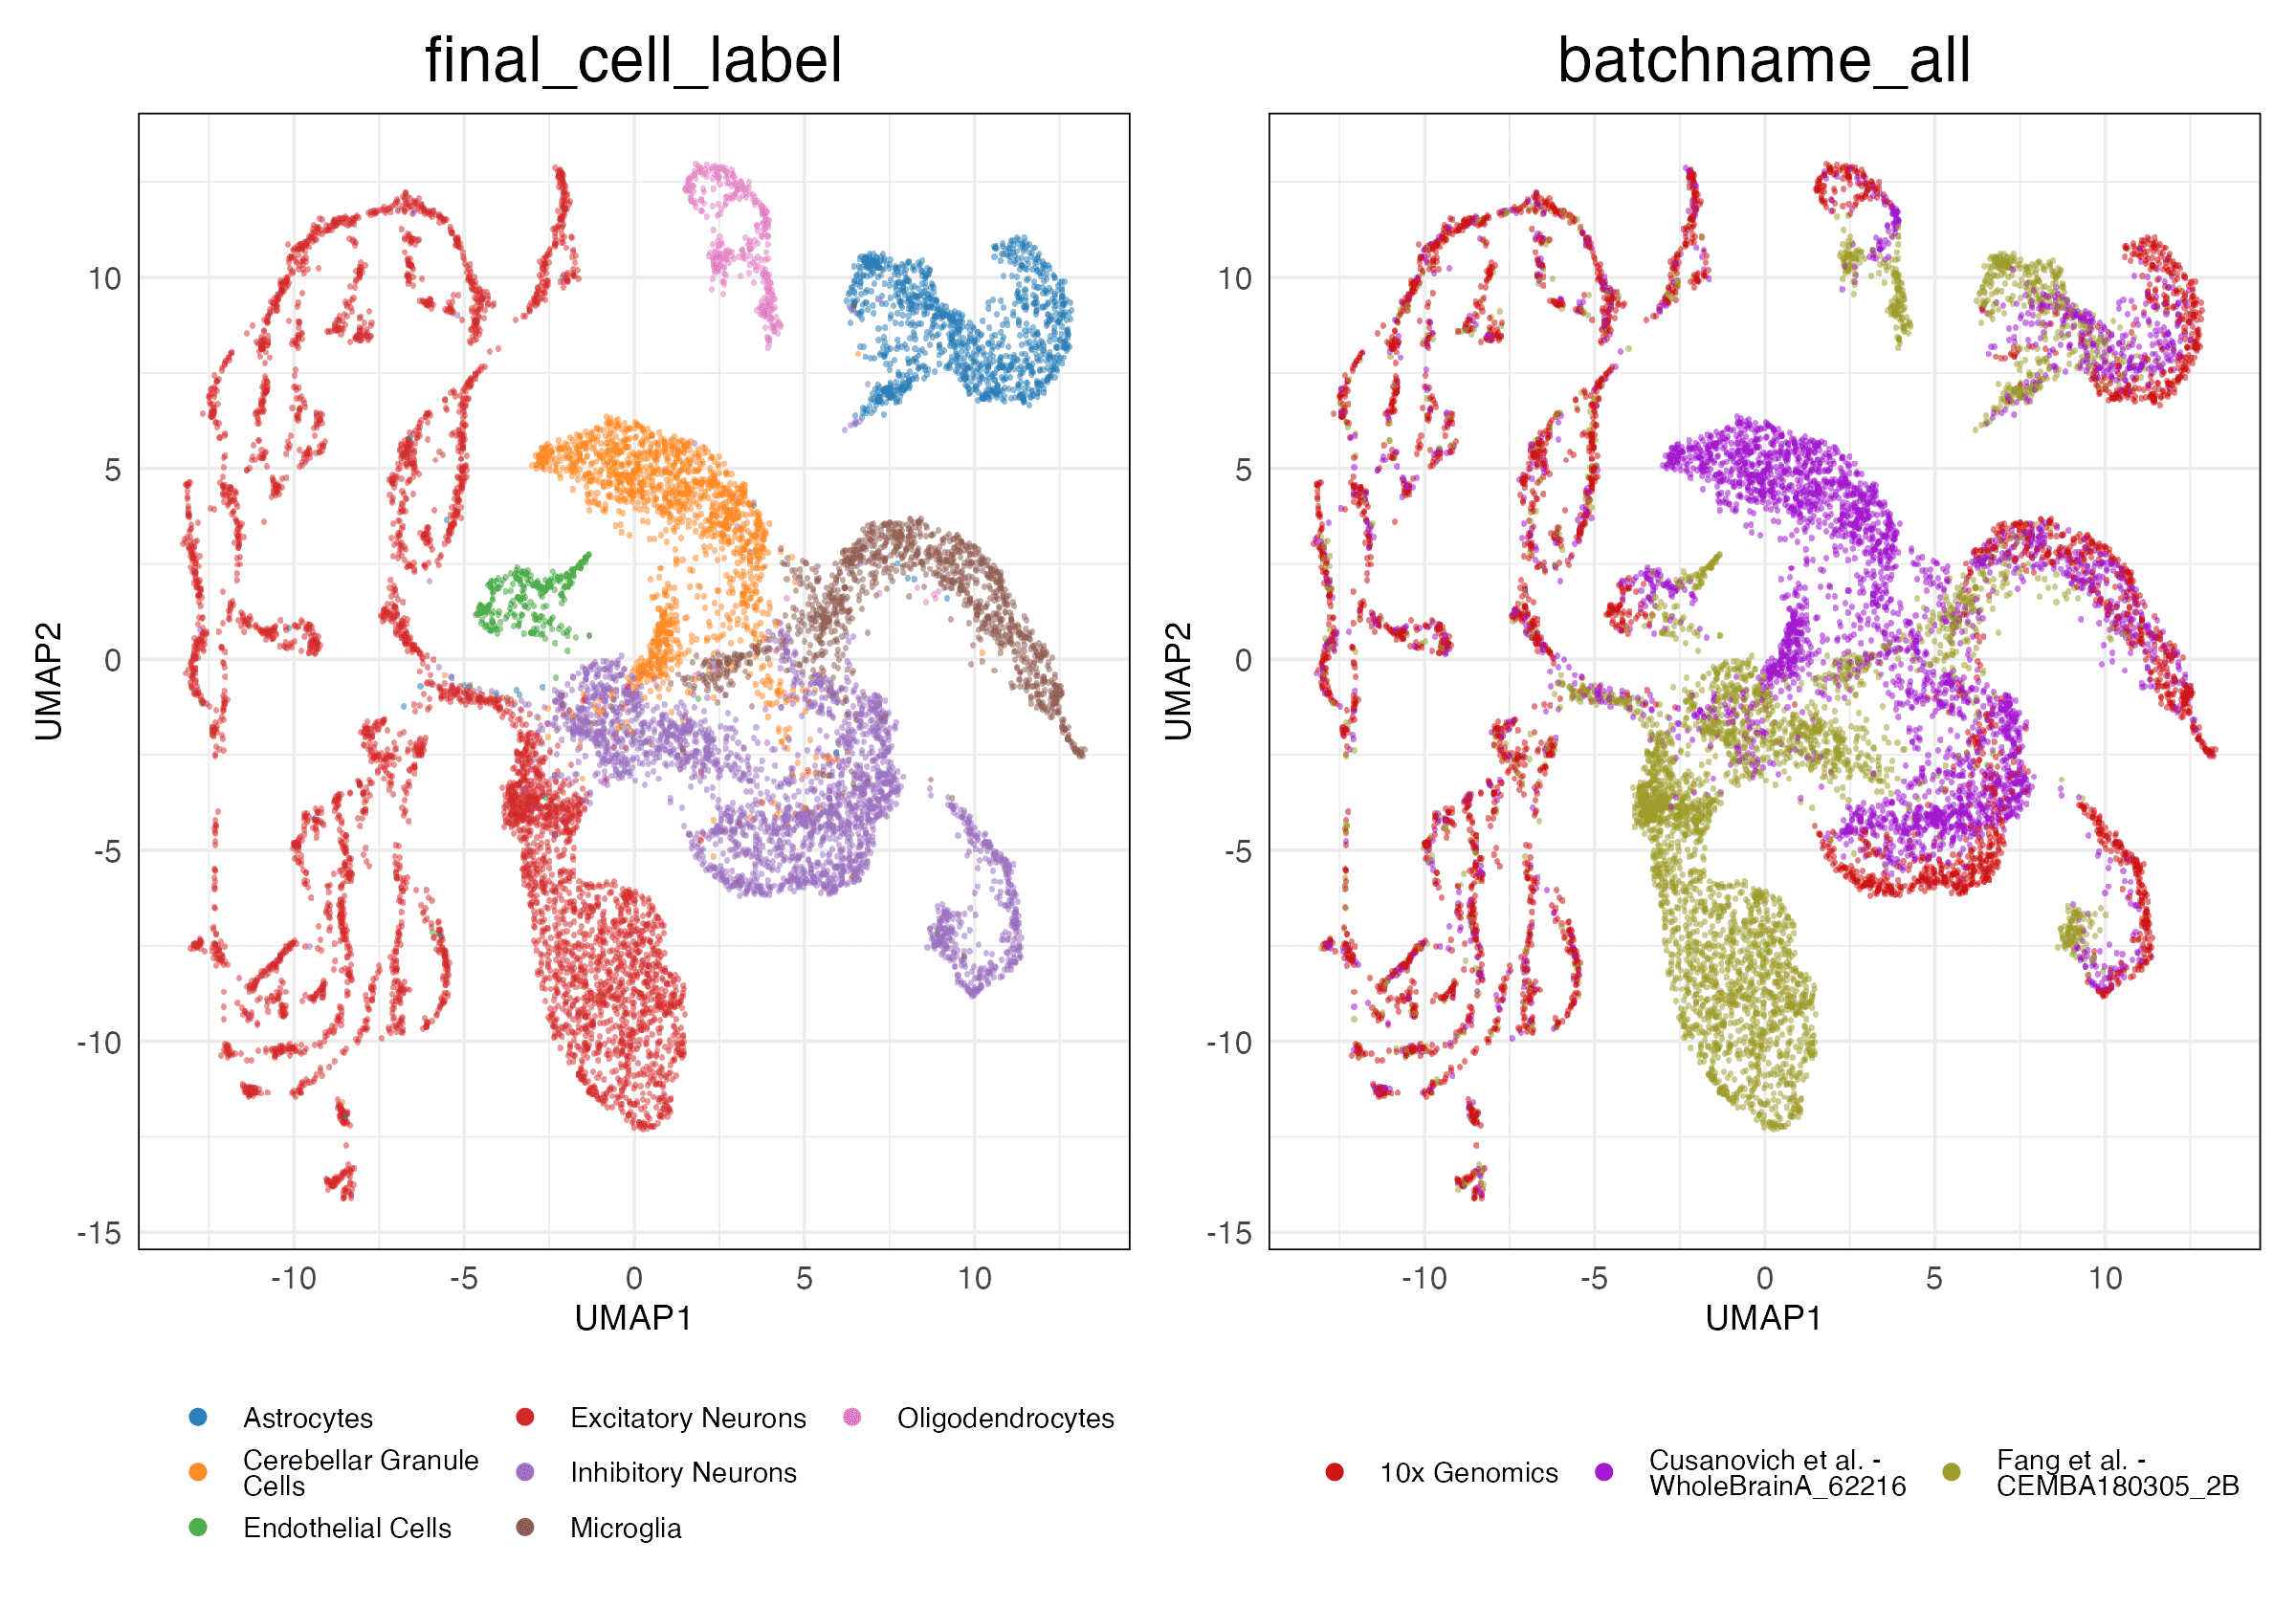 final_cell_label
batchname_all
UMAP2
10
5
0
-5
-10
-15
-10
-5
0
5
10
UMAP1
UMAP2
10
5
0
-5
-10
-15
-10
-5
0
5
10
UMAP1
Astrocytes
Cerebellar Granule
Cells
Endothelial Cells
Excitatory Neurons
Inhibitory Neurons
Microglia
Oligodendrocytes
10x Genomics
Cusanovich et al. -
WholeBrainA_62216
Fang et al. -
CEMBA180305_2B